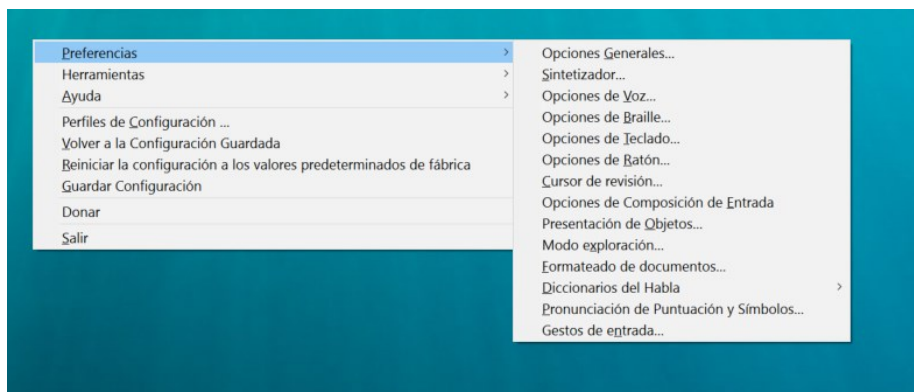 Preferencias
Herramientas
Ayuda
Perfiles de Configuración ...
Volver a la Configuración Guardada
Reiniciar la configuración a los valores predeterminados de fábrica
Guardar Configuración
Donar
Salir
Opciones Generales...
Sintetizador...
Opciones de Voz...
Opciones de Braille...
Opciones de Teclado...
Opciones de Ratón...
Cursor de revisión...
Opciones de Composición de Entrada
Presentación de Objetos...
Modo exploración...
Formateado de documentos...
Diccionarios del Habla
Pronunciación de Puntuación y Símbolos...
Gestos de entrada...